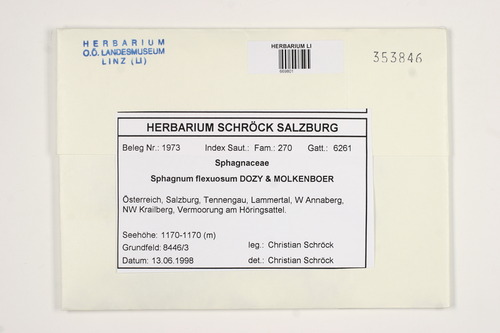 HERBARIUM
O.Ö. LANDESMUSEUM
LINZ (LI)
HERBARIUM LI
353846
HERBARIUM SCHRÖCK SALZBURG
Beleg Nr.: 1973 Index Saut.: Fam.: 270 Gatt.: 6261
Sphagnaceae
Sphagnum flexuosum DOZY & MOLKENBOER
Österreich, Salzburg, Tennengau, Lammertal, W Annaberg,
NW Krailberg, Vermoorung am Höringsattel.
Seehöhe: 1170-1170 (m)
Grundfeld: 8446/3 leg.: Christian Schröck
Datum: 13.06.1998 det.: Christian Schröck